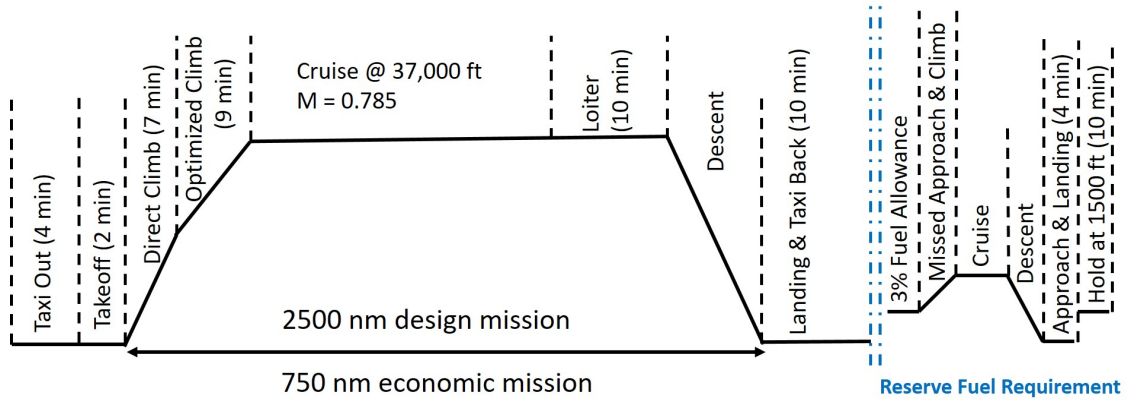 Taxi Out (4 min)
Takeoff (2 min)
Direct Climb (7 min)
Optimized Climb
(9 min)
Cruise @ 37,000 ft
M = 0.785
Loiter
(10 min)
Descent
Landing & Taxi Back (10 min)
2500 nm design mission
750 nm economic mission
3% Fuel Allowance
Missed Approach & Climb
Cruise
Descent
Approach & Landing (4 min)
Hold at 1500 ft (10 min)
Reserve Fuel Requirement